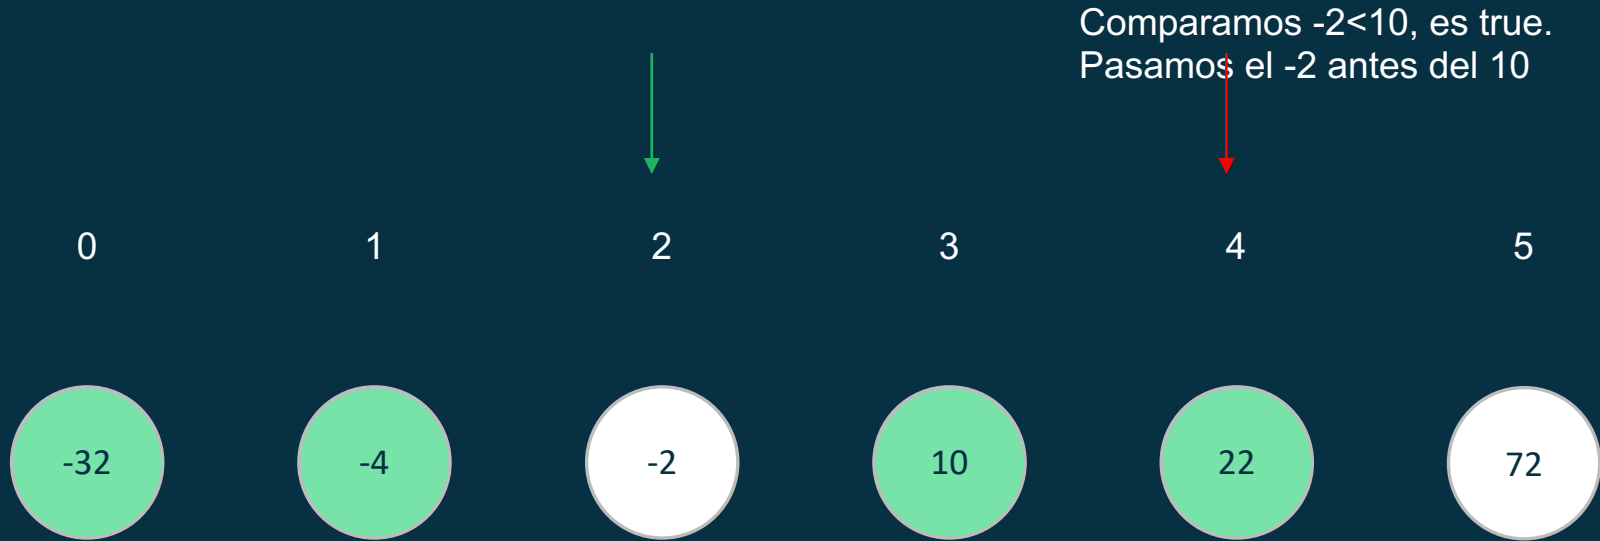 Comparamos -2<10, es true.
Pasamos el -2 antes del 10
0 1 2 3 4 5
-32 -4 -2 10 22 72